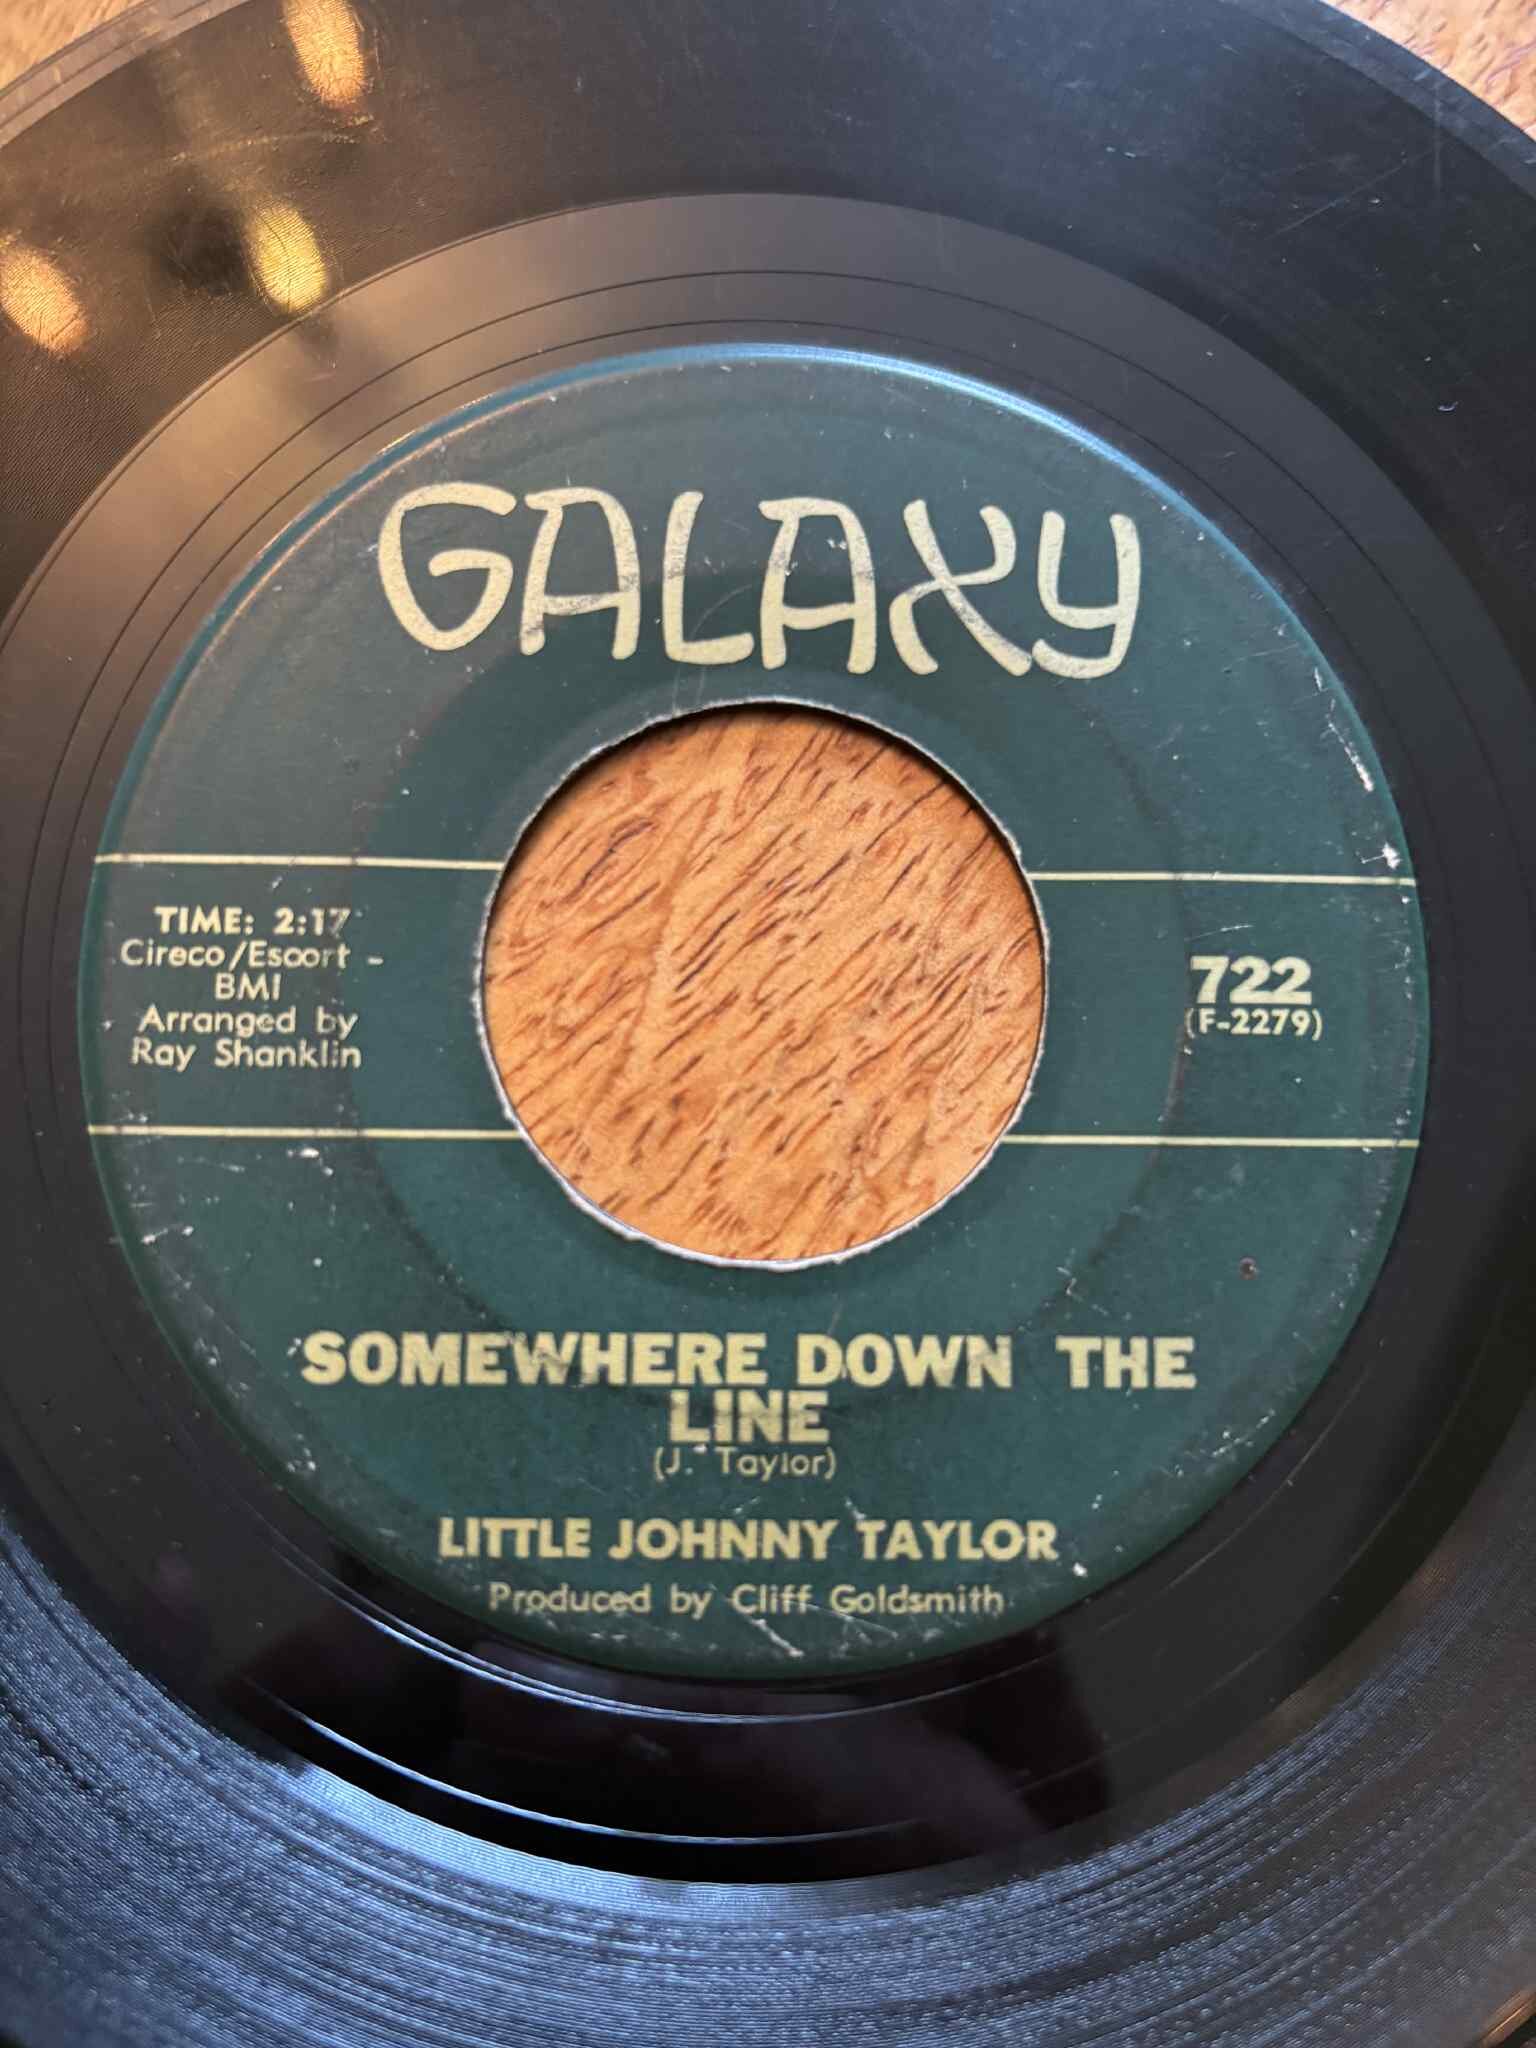 GALAXY
TIME: 2:17
Cireco/Escort -
BMI
Arranged by
Ray Shanklin
722
(F-2279)
SOMEWHERE DOWN THE
LINE
(J. Taylor)
LITTLE JOHNNY TAYLOR
Produced by Cliff Goldsmith